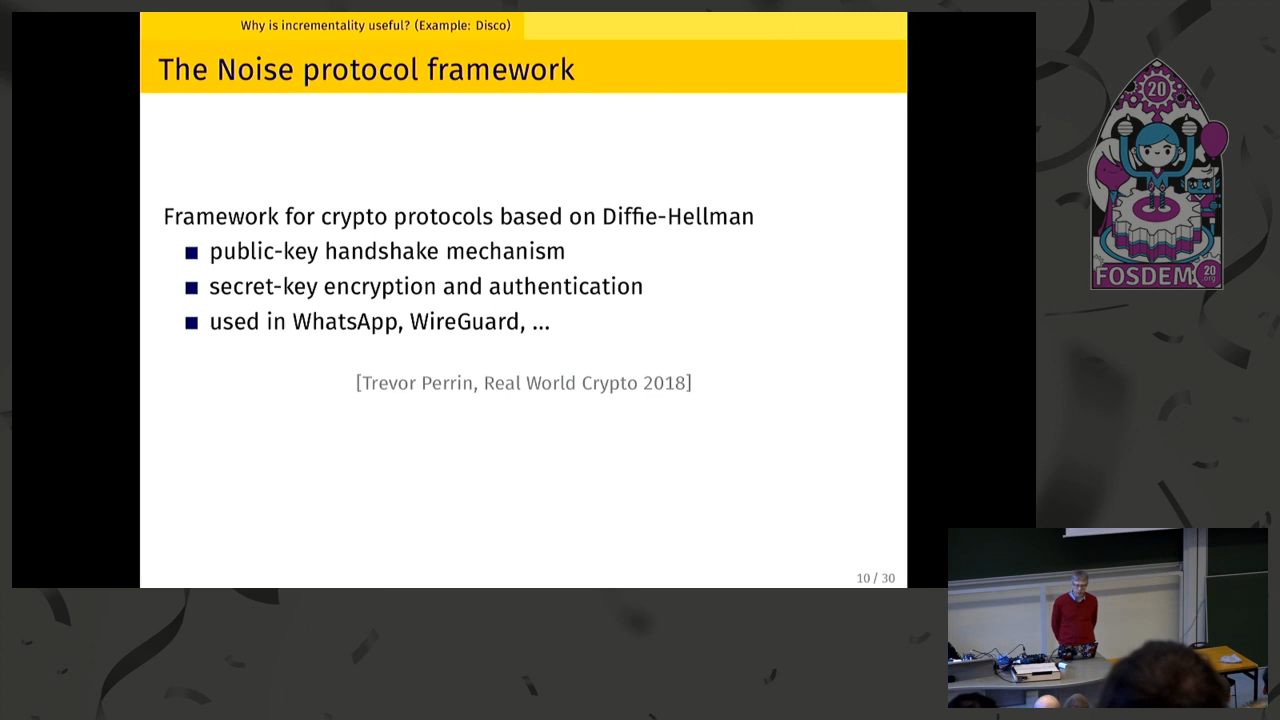 Why is incrementality useful? (Example: Disco)
The Noise protocol framework
Framework for crypto protocols based on Diffie-Hellman
public-key handshake mechanism
secret-key encryption and authentication
used in WhatsApp, WireGuard, ...
[Trevor Perrin, Real World Crypto 2018]
10 / 30
20
FOSDEM
20
.org